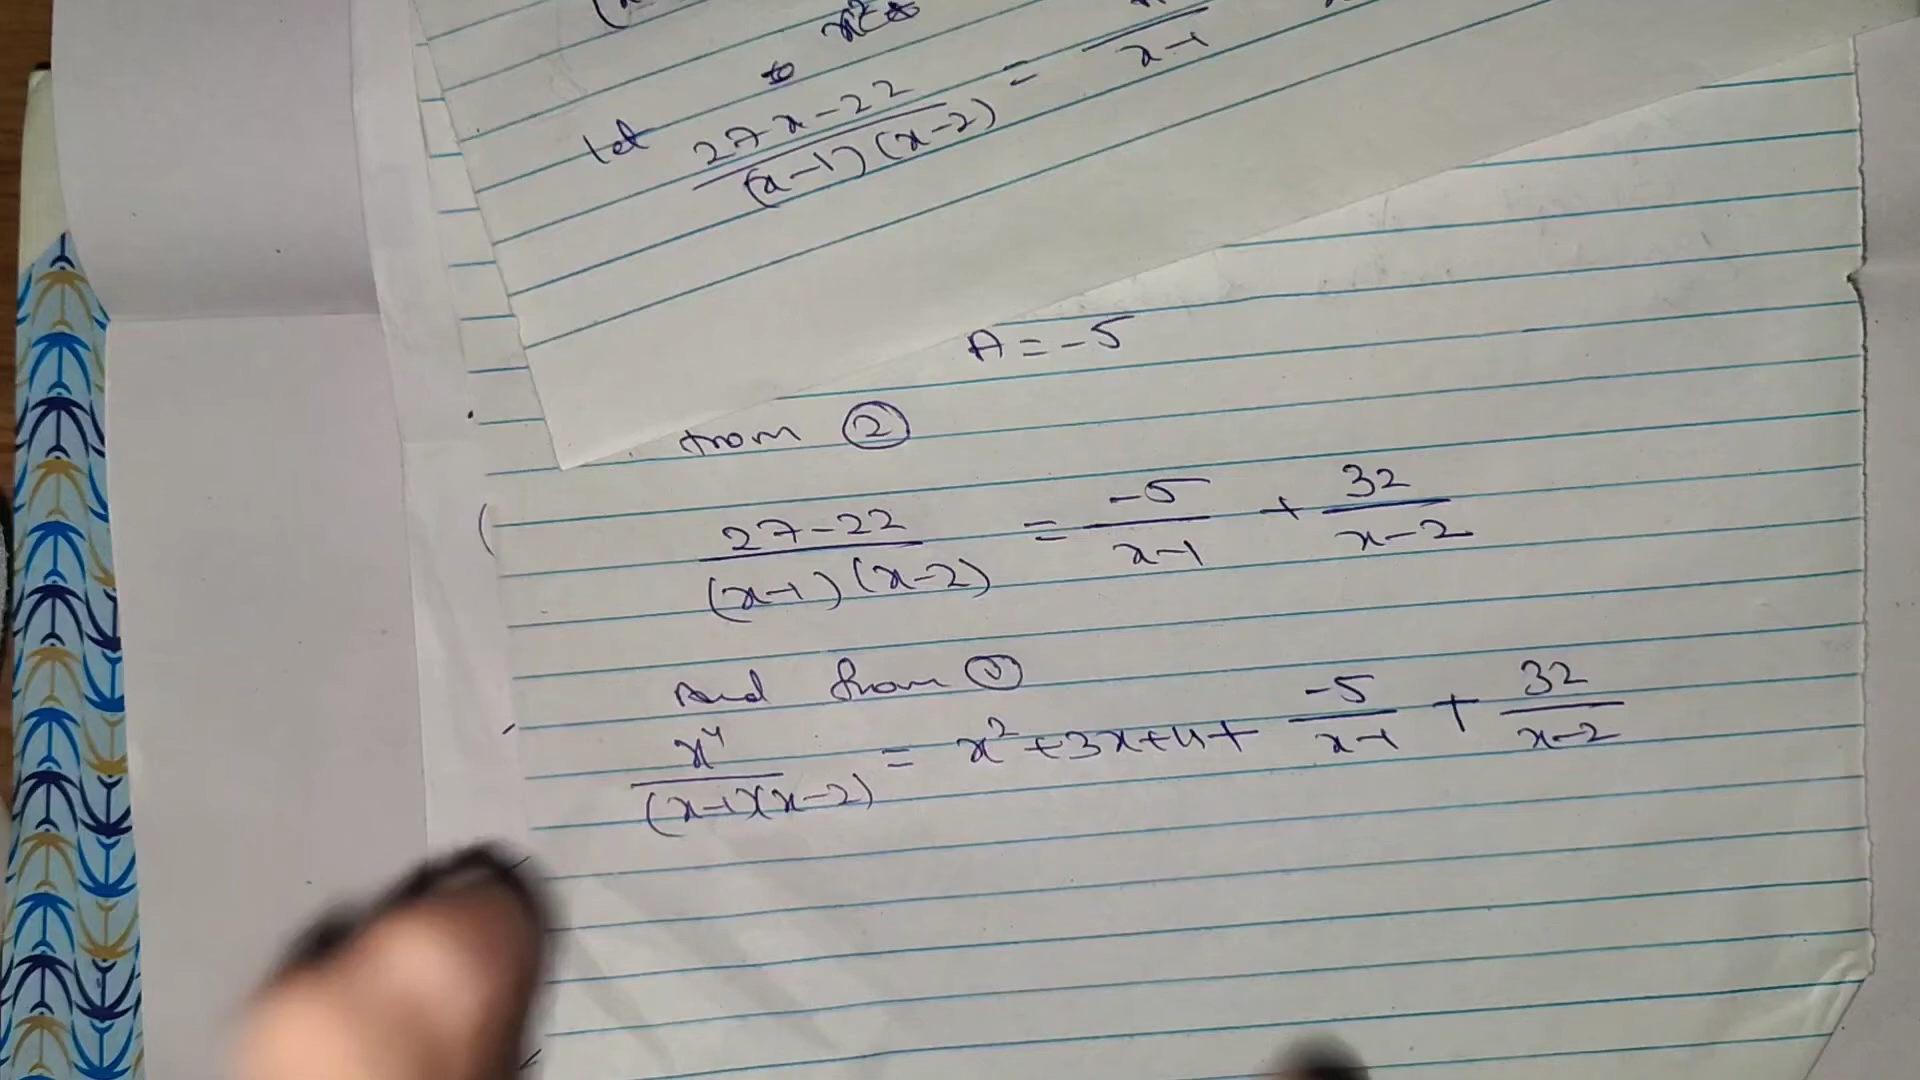 Let 27x-22/(x-1)(x-2) = /x-1
A = -5
from ②
27-22/(x-1)(x-2) = -5/x-1 + 32/x-2
And from ①
x⁴/(x-1)(x-2) = x²+3x+4+ -5/x-1 + 32/x-2